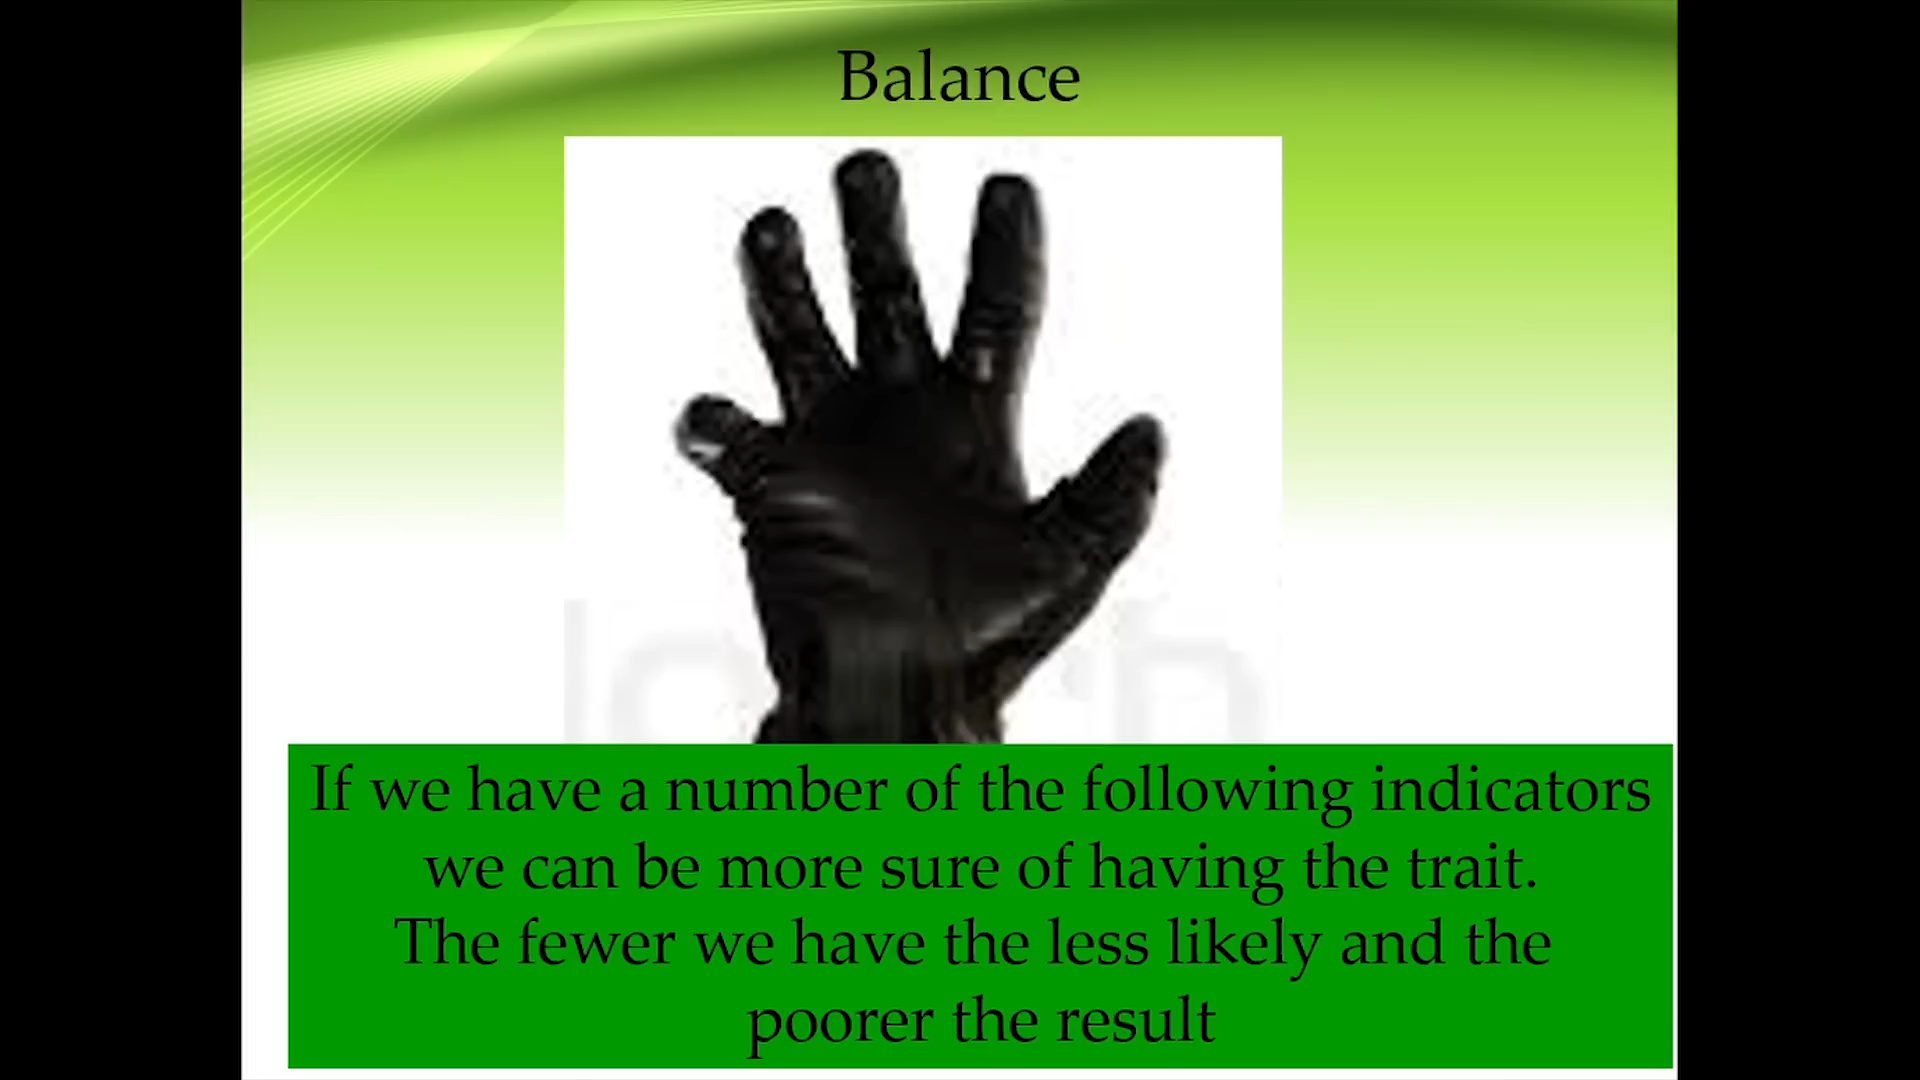 Balance
If we have a number of the following indicators
we can be more sure of having the trait.
The fewer we have the less likely and the
poorer the result